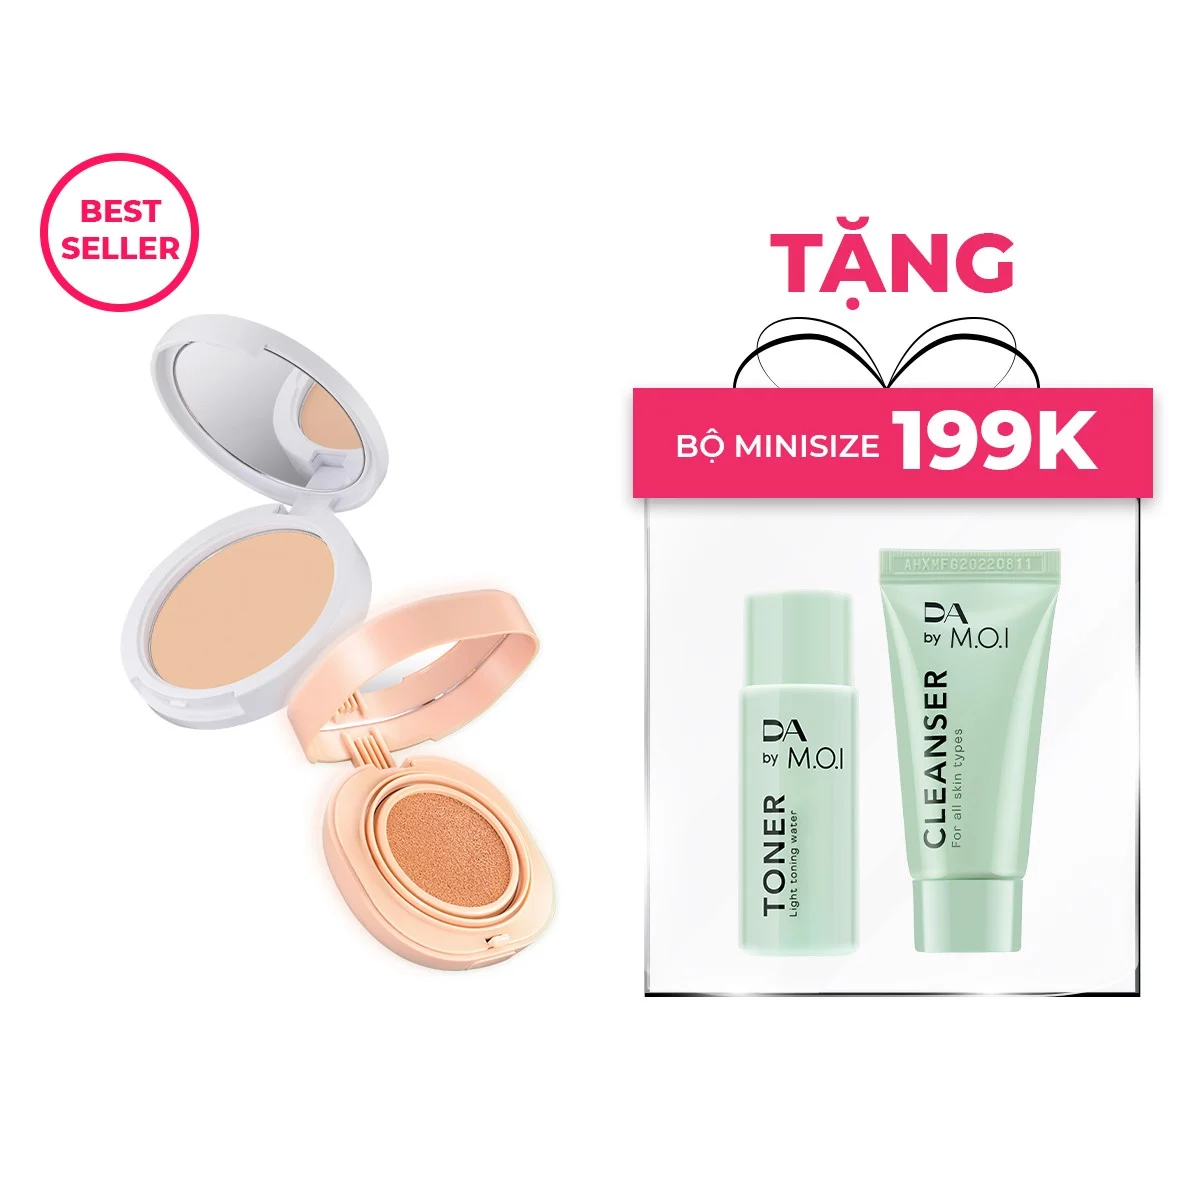 BEST
SELLER
TẶNG
BỘ MINISIZE 199K
DA
by M.O.I
TONER
Light toning water
AHXMFG20220811
DA
by M.O.I
CLEANSER
For all skin types